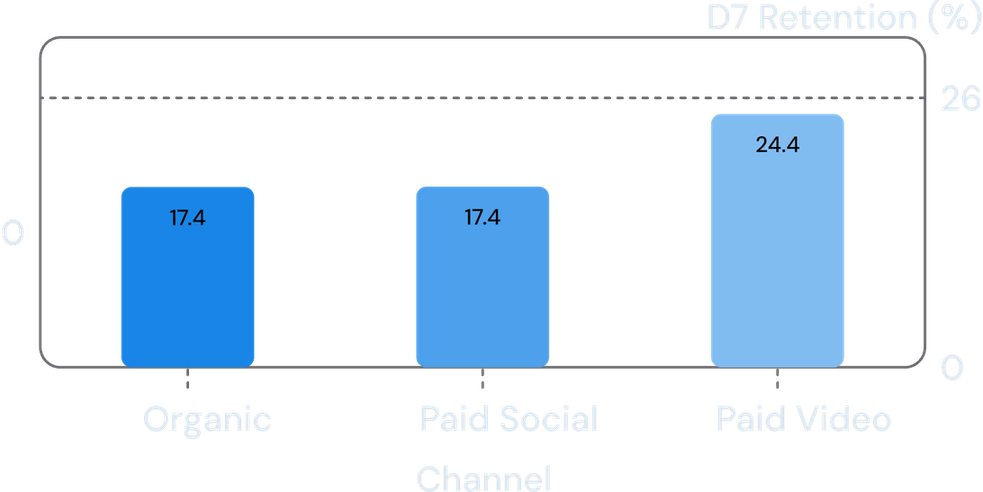 D7 Retention (%)
26
24.4
17.4
17.4
0
0
Organic
Paid Social
Paid Video
Channel